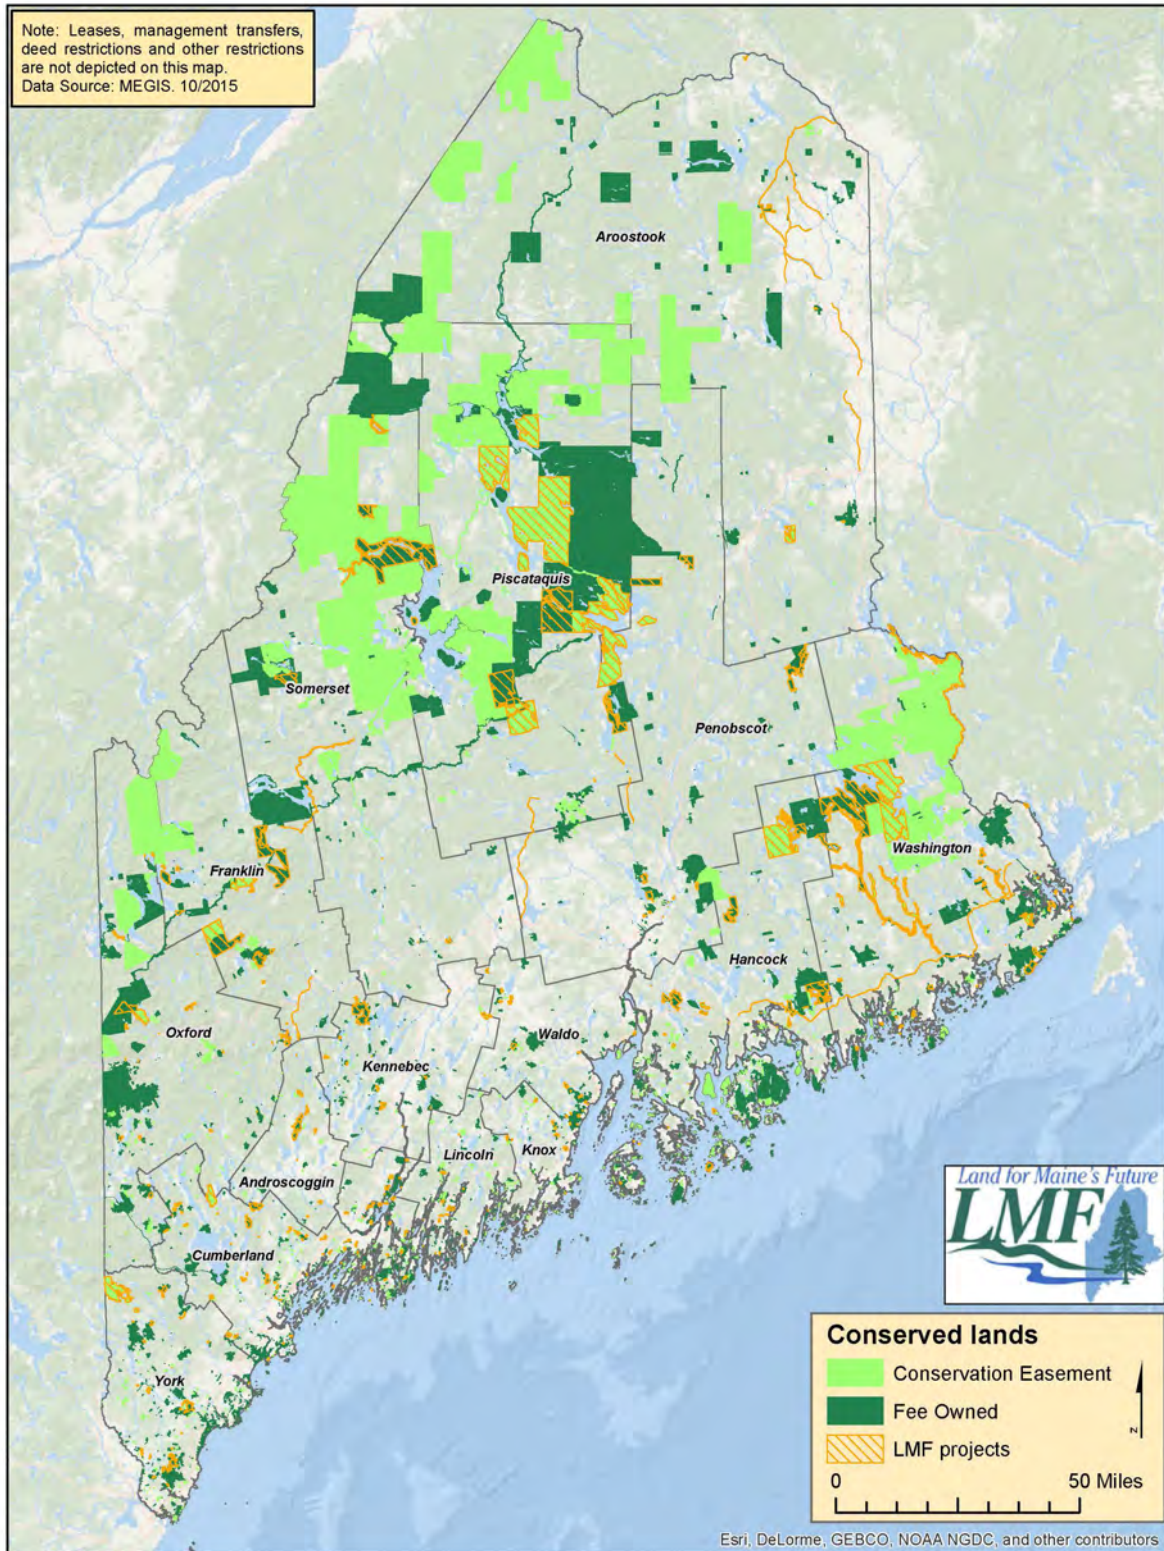 Note: Leases, management transfers,
deed restrictions and other restrictions
are not depicted on this map.
Data Source: MEGIS. 10/2015
Aroostook
Piscataquis
Somerset
Penobscot
Washington
Franklin
Hancock
Oxford
Waldo
Kennebec
Lincoln
Knox
Androscoggin
Cumberland
York
Land for Maine's Future
LMF
Conserved lands
Conservation Easement
Fee Owned
LMF projects
N
0 50 Miles
Esri, DeLorme, GEBCO, NOAA NGDC, and other contributors